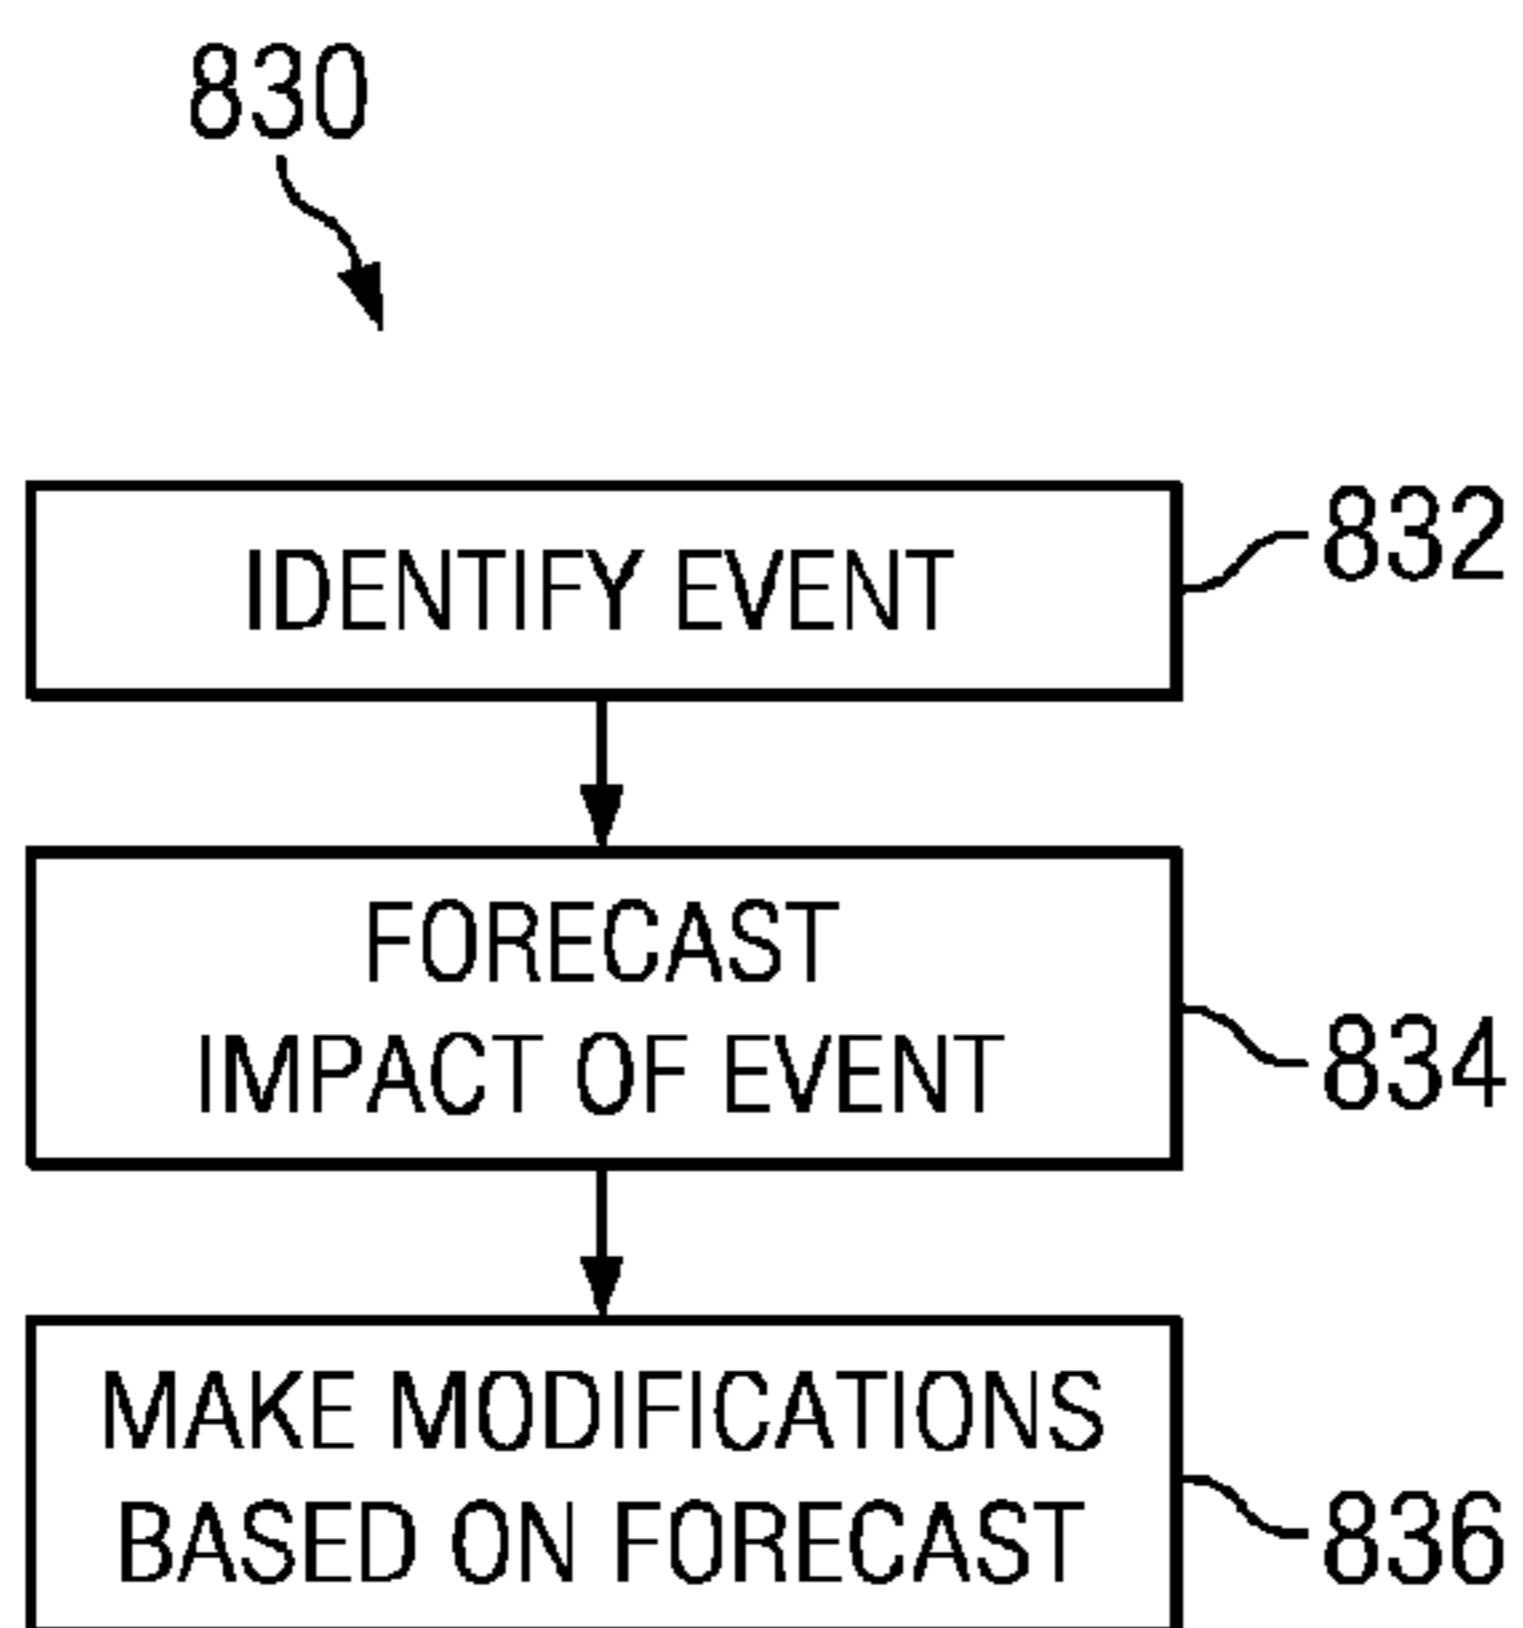 830
IDENTIFY EVENT
832
FORECAST
IMPACT OF EVENT
834
MAKE MODIFICATIONS
BASED ON FORECAST
836